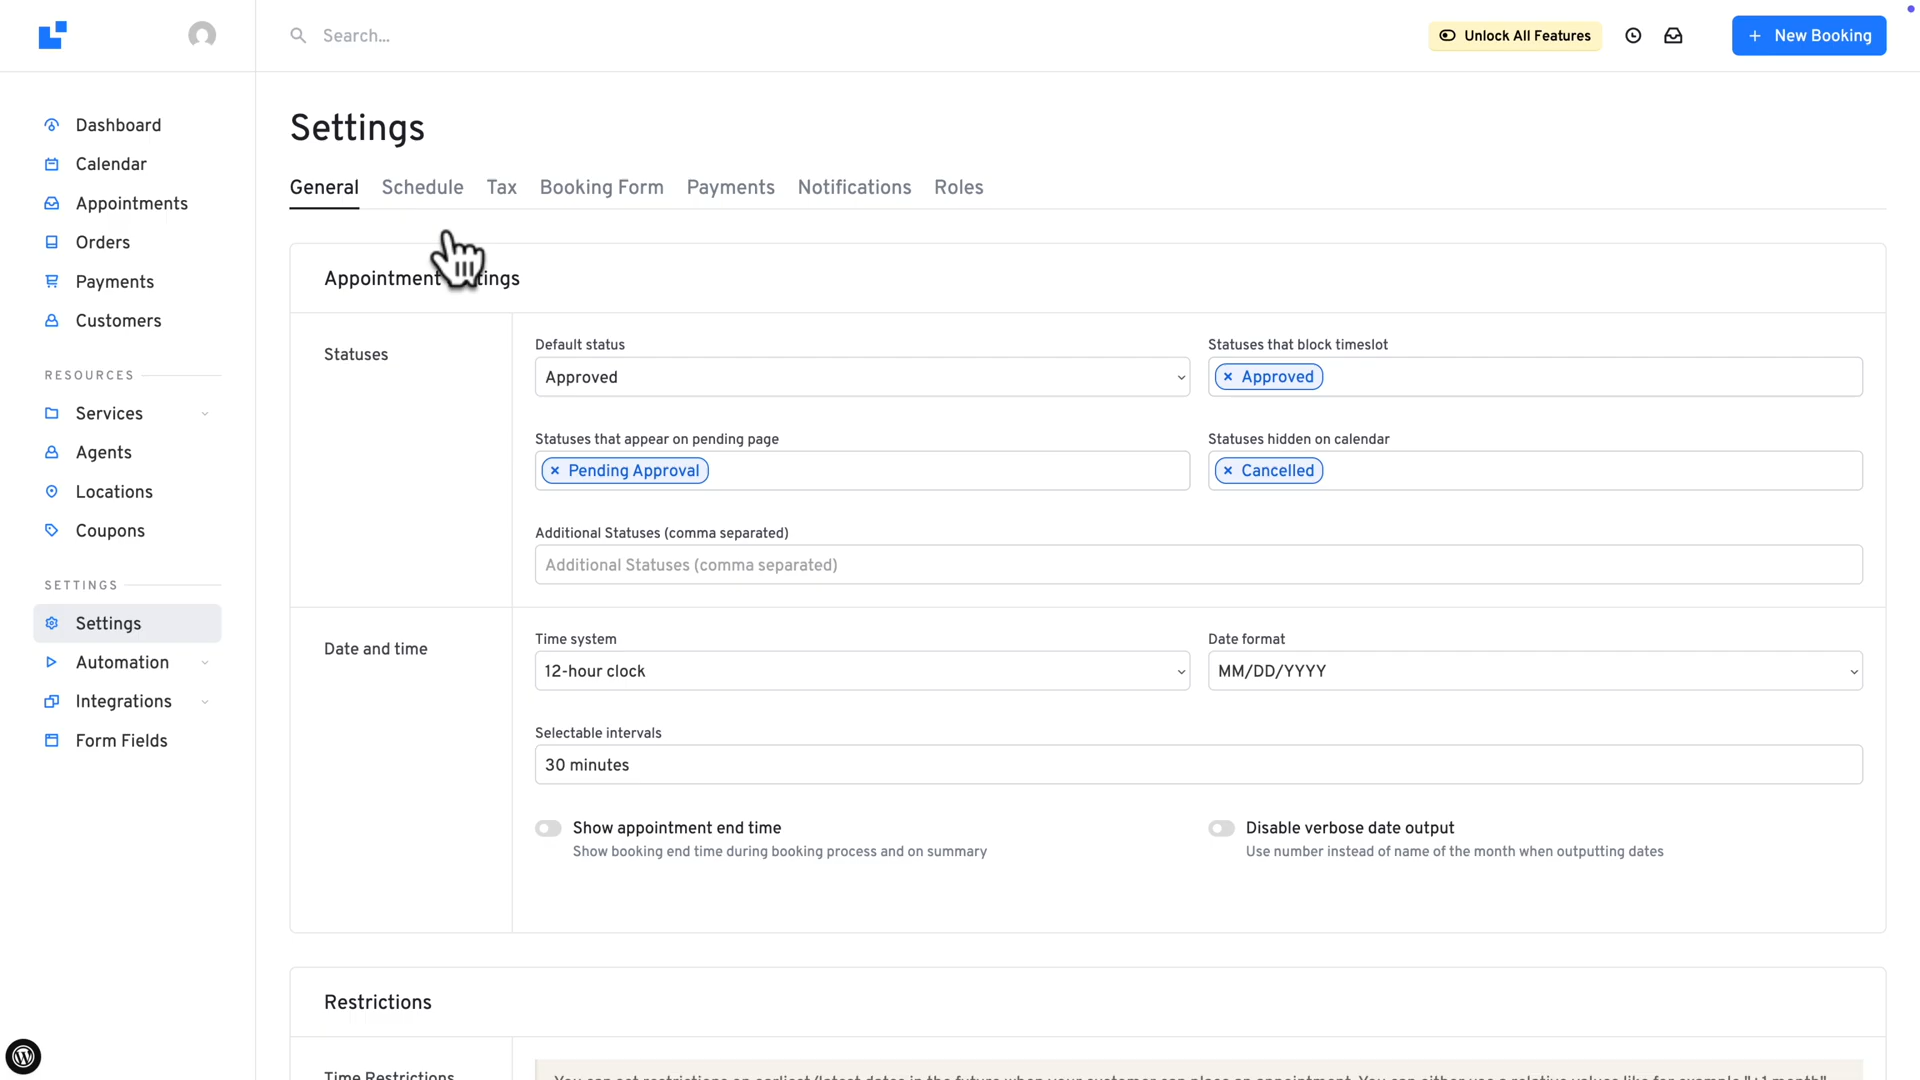 Search...
Unlock All Features
+ New Booking
Dashboard
Calendar
Appointments
Orders
Payments
Customers
RESOURCES
Services
Agents
Locations
Coupons
SETTINGS
Settings
Automation
Integrations
Form Fields
Settings
General Schedule Tax Booking Form Payments Notifications Roles
Appointment
Statuses
Default status
Approved
Statuses that block timeslot
× Approved
Statuses that appear on pending page
× Pending Approval
Statuses hidden on calendar
× Cancelled
Additional Statuses (comma separated)
Additional Statuses (comma separated)
Date and time
Time system
12-hour clock
Date format
MM/DD/YYYY
Selectable intervals
30 minutes
Show appointment end time
Show booking end time during booking process and on summary
Disable verbose date output
Use number instead of name of the month when outputting dates
Restrictions
Time Restrictions
You can set restrictions on earliest/latest dates in the future when your customer can place an appointment. You can either use a relative values like for example "+1 month"